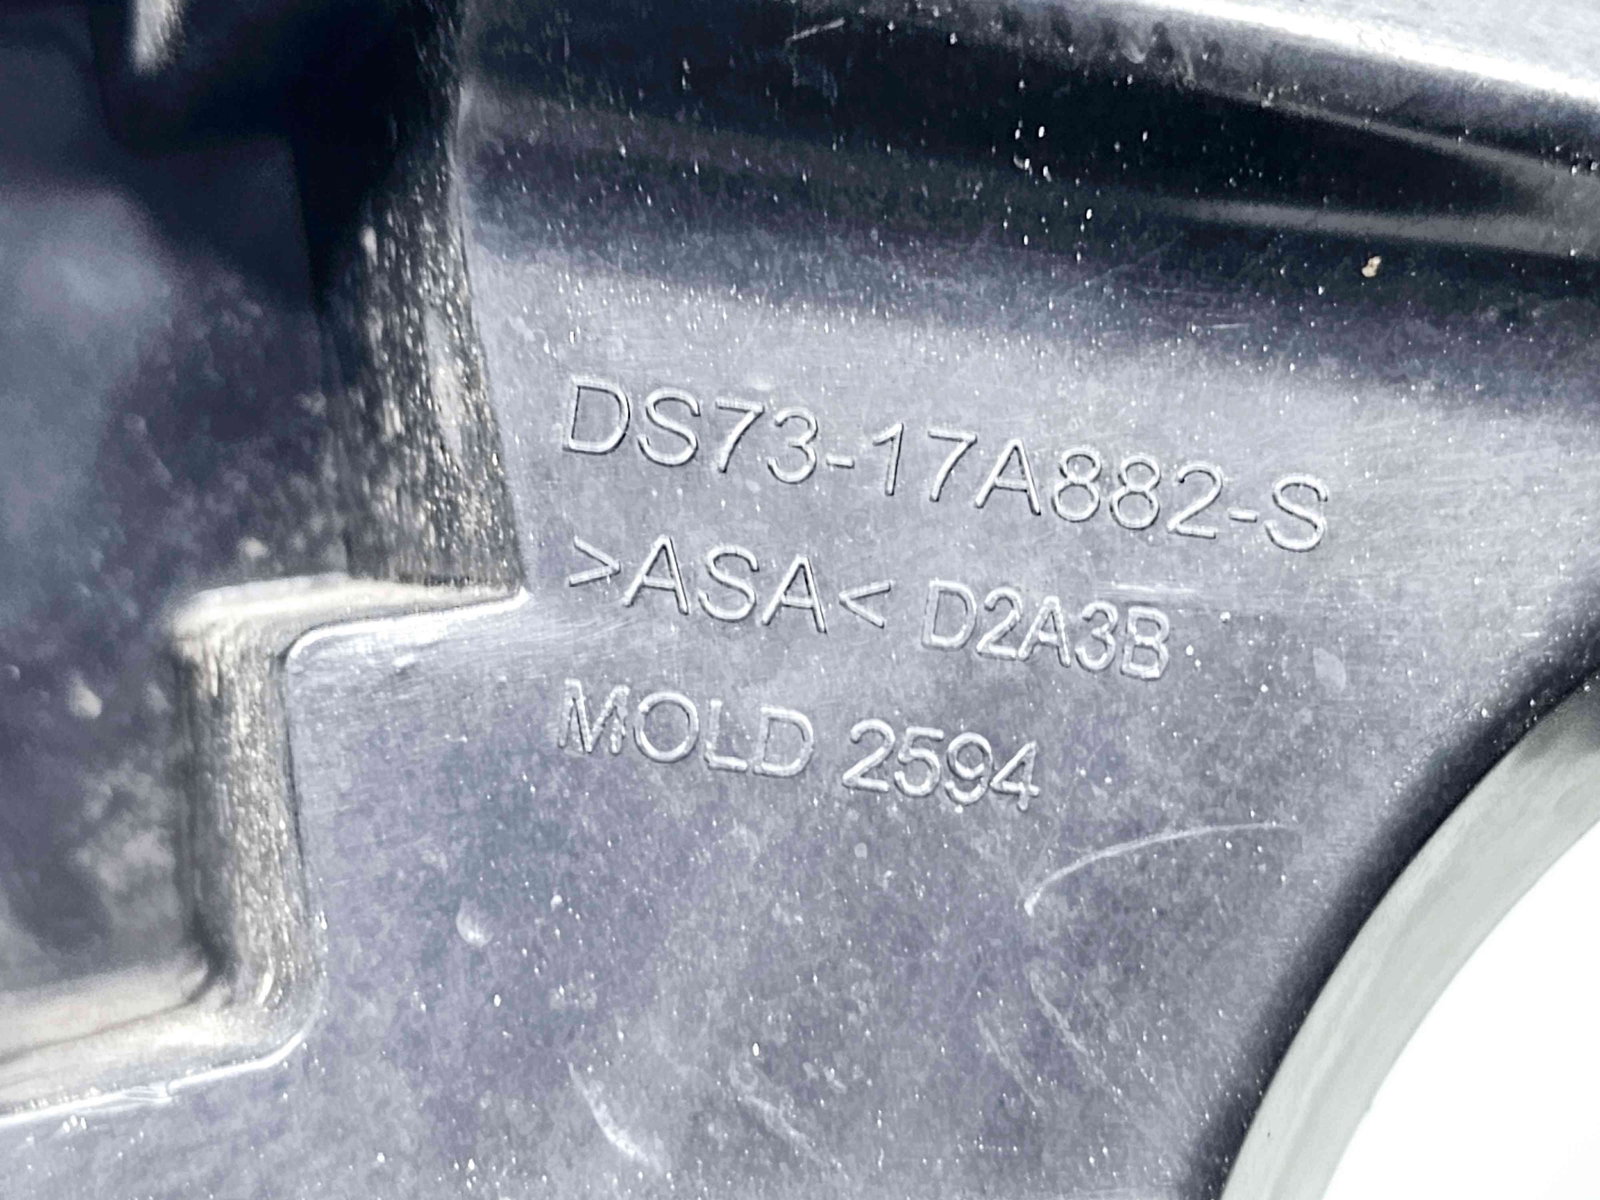 DS73-17A882-S
>ASA< D2A3B
MOLD 2594